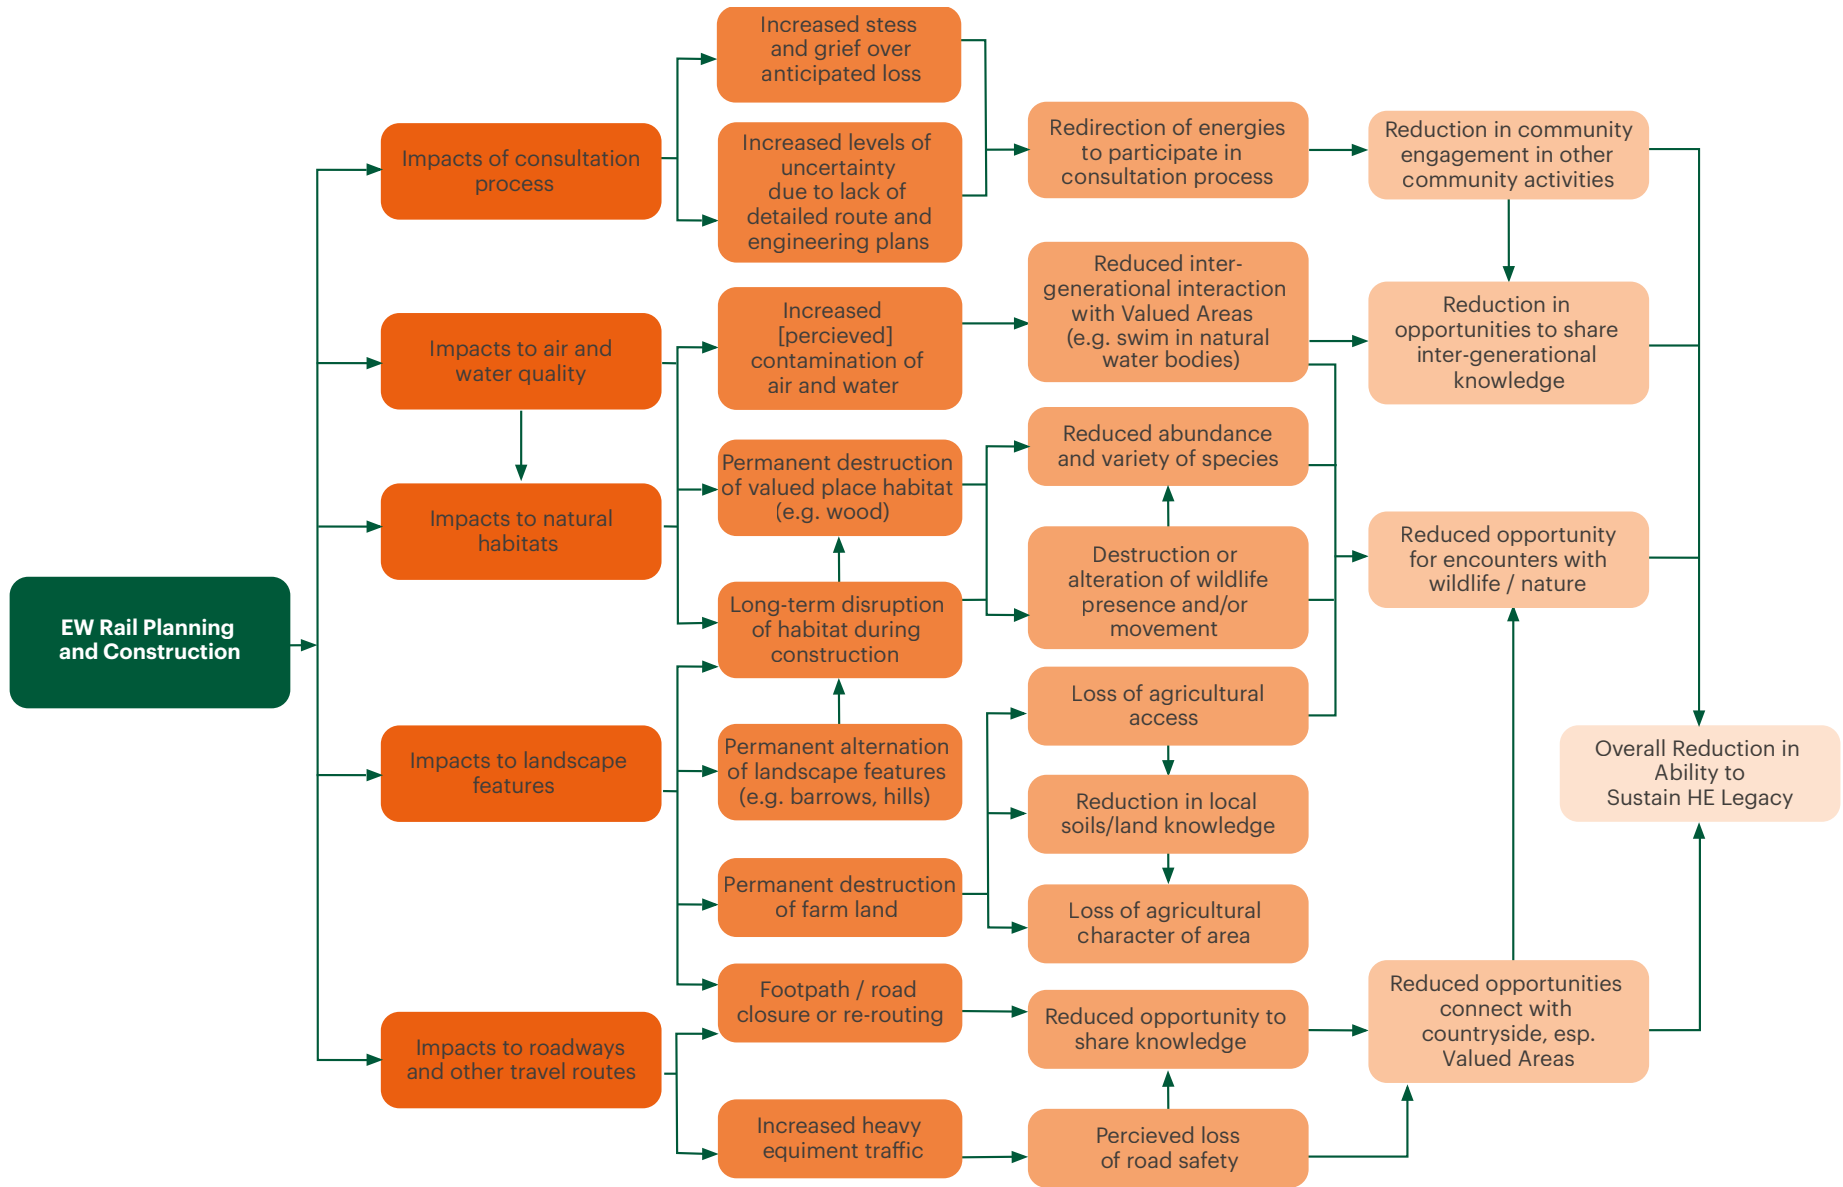 EW Rail Planning
and Construction
Impacts of consultation
process
Impacts to air and
water quality
Impacts to natural
habitats
Impacts to landscape
features
Impacts to roadways
and other travel routes
Increased stess
and grief over
anticipated loss
Increased levels of
uncertainty
due to lack of
detailed route and
engineering plans
Increased
[percieved]
contamination of
air and water
Permanent destruction
of valued place habitat
(e.g. wood)
Long-term disruption
of habitat during
construction
Permanent alternation
of landscape features
(e.g. barrows, hills)
Permanent destruction
of farm land
Footpath / road
closure or re-routing
Increased heavy
equiment traffic
Redirection of energies
to participate in
consultation process
Reduced inter-
generational interaction
with Valued Areas
(e.g. swim in natural
water bodies)
Reduced abundance
and variety of species
Destruction or
alteration of wildlife
presence and/or
movement
Loss of agricultural
access
Reduction in local
soils/land knowledge
Loss of agricultural
character of area
Reduced opportunity to
share knowledge
Percieved loss
of road safety
Reduction in community
engagement in other
community activities
Reduction in
opportunities to share
inter-generational
knowledge
Reduced opportunity
for encounters with
wildlife / nature
Reduced opportunities
connect with
countryside, esp.
Valued Areas
Overall Reduction in
Ability to
Sustain HE Legacy